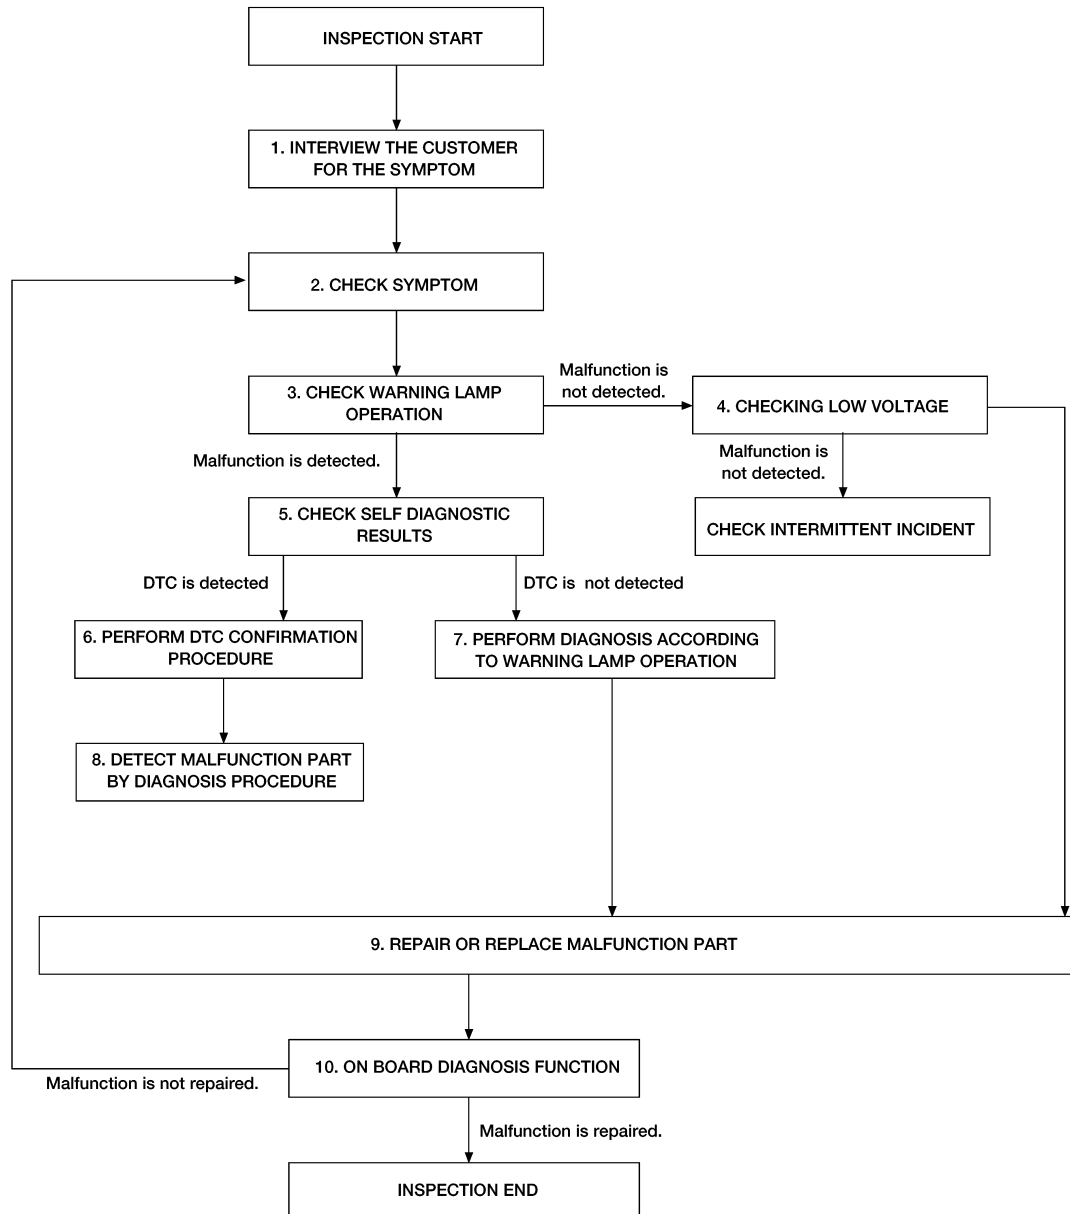 INSPECTION START
1. INTERVIEW THE CUSTOMER
FOR THE SYMPTOM
2. CHECK SYMPTOM
3. CHECK WARNING LAMP
OPERATION
Malfunction is
not detected.
4. CHECKING LOW VOLTAGE
Malfunction is detected.
Malfunction is
not detected.
5. CHECK SELF DIAGNOSTIC
RESULTS
CHECK INTERMITTENT INCIDENT
DTC is detected
DTC is  not detected
6. PERFORM DTC CONFIRMATION
PROCEDURE
7. PERFORM DIAGNOSIS ACCORDING
TO WARNING LAMP OPERATION
8. DETECT MALFUNCTION PART
BY DIAGNOSIS PROCEDURE
9. REPAIR OR REPLACE MALFUNCTION PART
10. ON BOARD DIAGNOSIS FUNCTION
Malfunction is not repaired.
Malfunction is repaired.
INSPECTION END